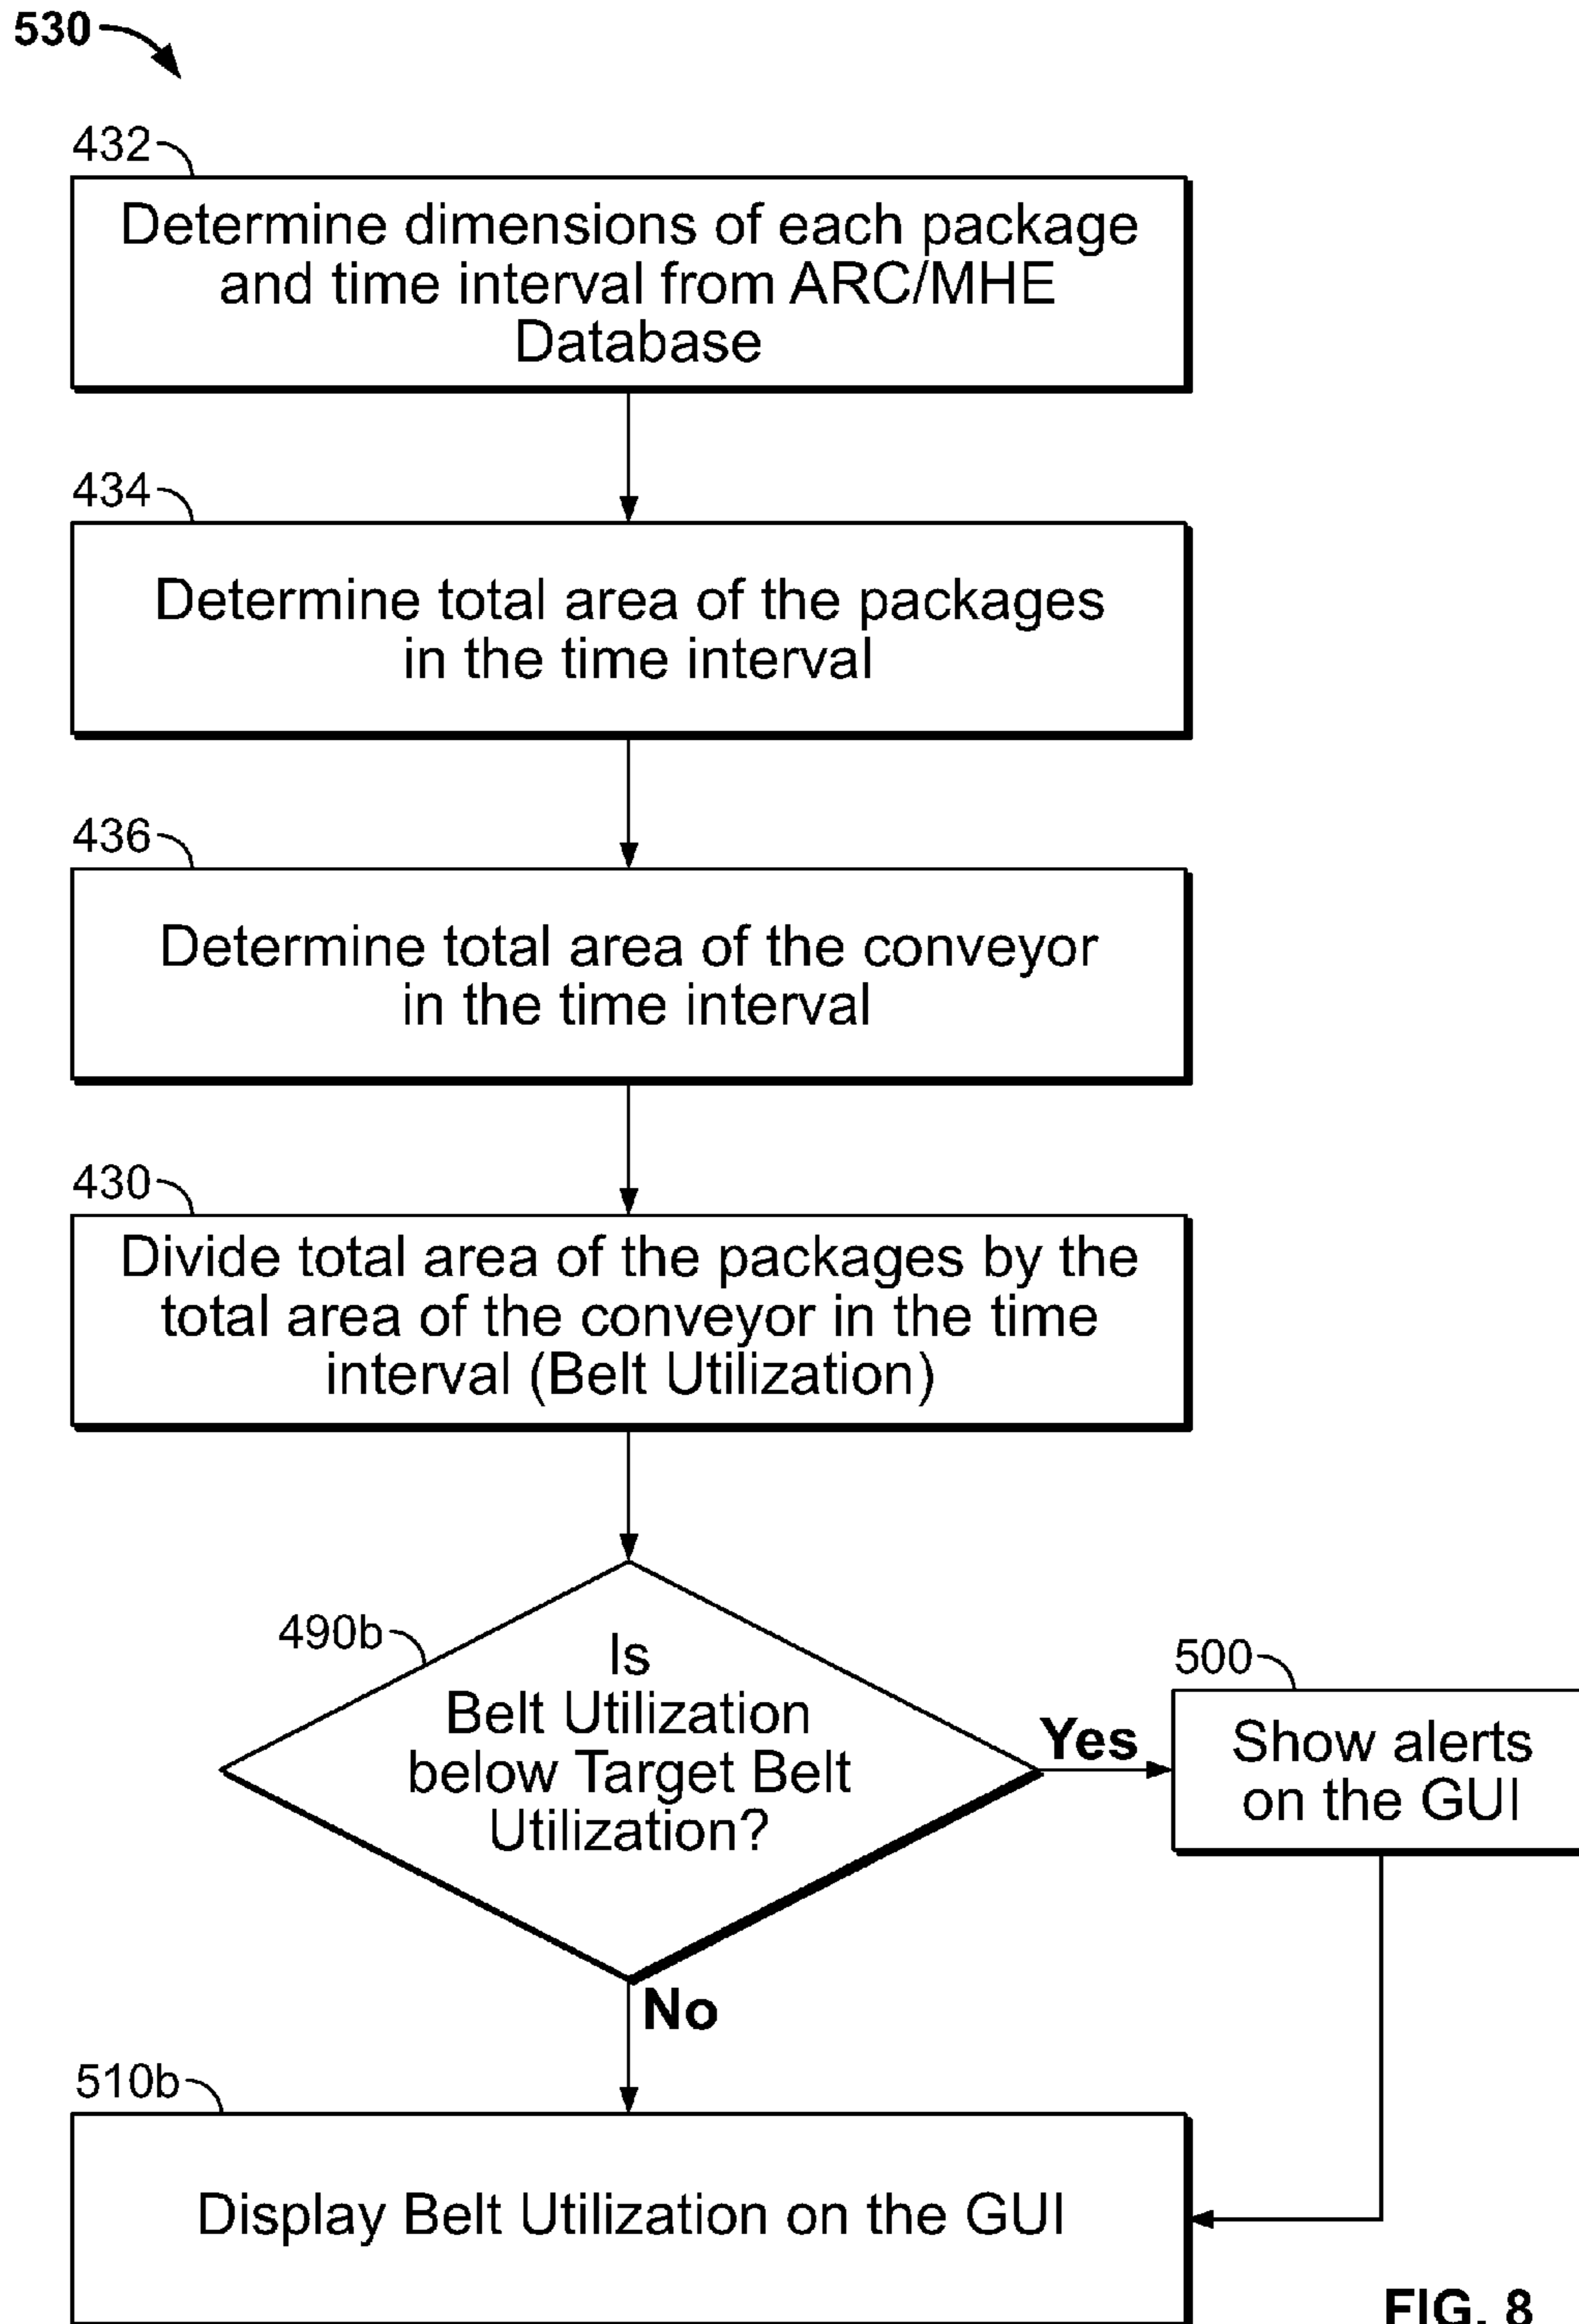 530
432
Determine dimensions of each package
and time interval from ARC/MHE
Database
434
Determine total area of the packages
in the time interval
436
Determine total area of the conveyor
in the time interval
430
Divide total area of the packages by the
total area of the conveyor in the time
interval (Belt Utilization)
490b
Is
Belt Utilization
below Target Belt
Utilization?
Yes
500
Show alerts
on the GUI
No
510b
Display Belt Utilization on the GUI
FIG. 8